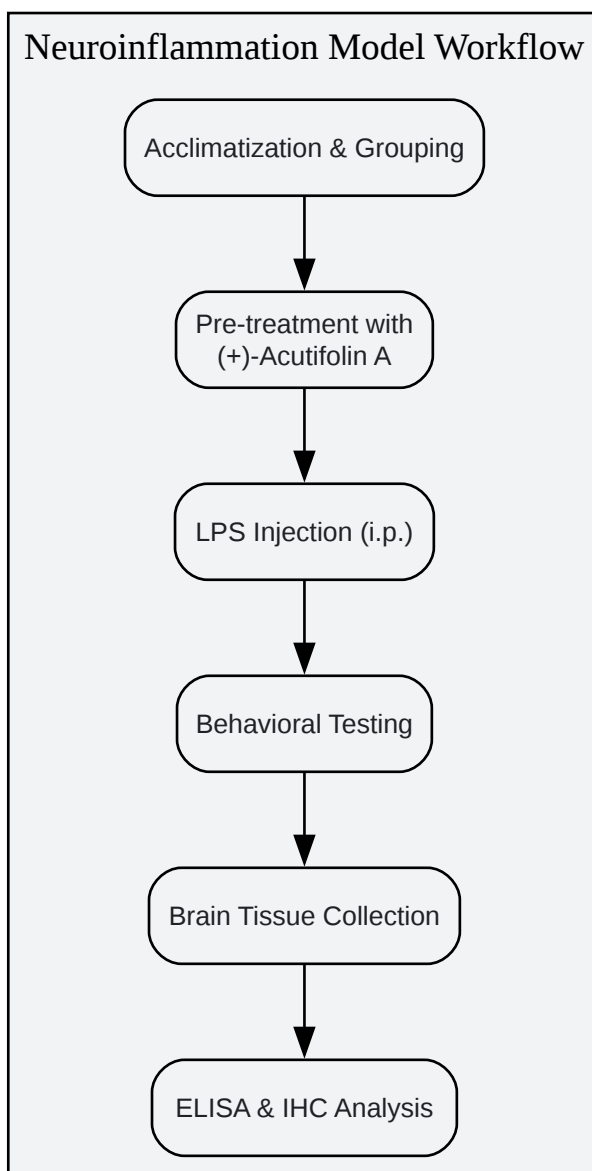 Neuroinflammation Model Workflow
Acclimatization & Grouping
Pre-treatment with
(+)-Acutifolin A
LPS Injection (i.p.)
Behavioral Testing
Brain Tissue Collection
ELISA & IHC Analysis